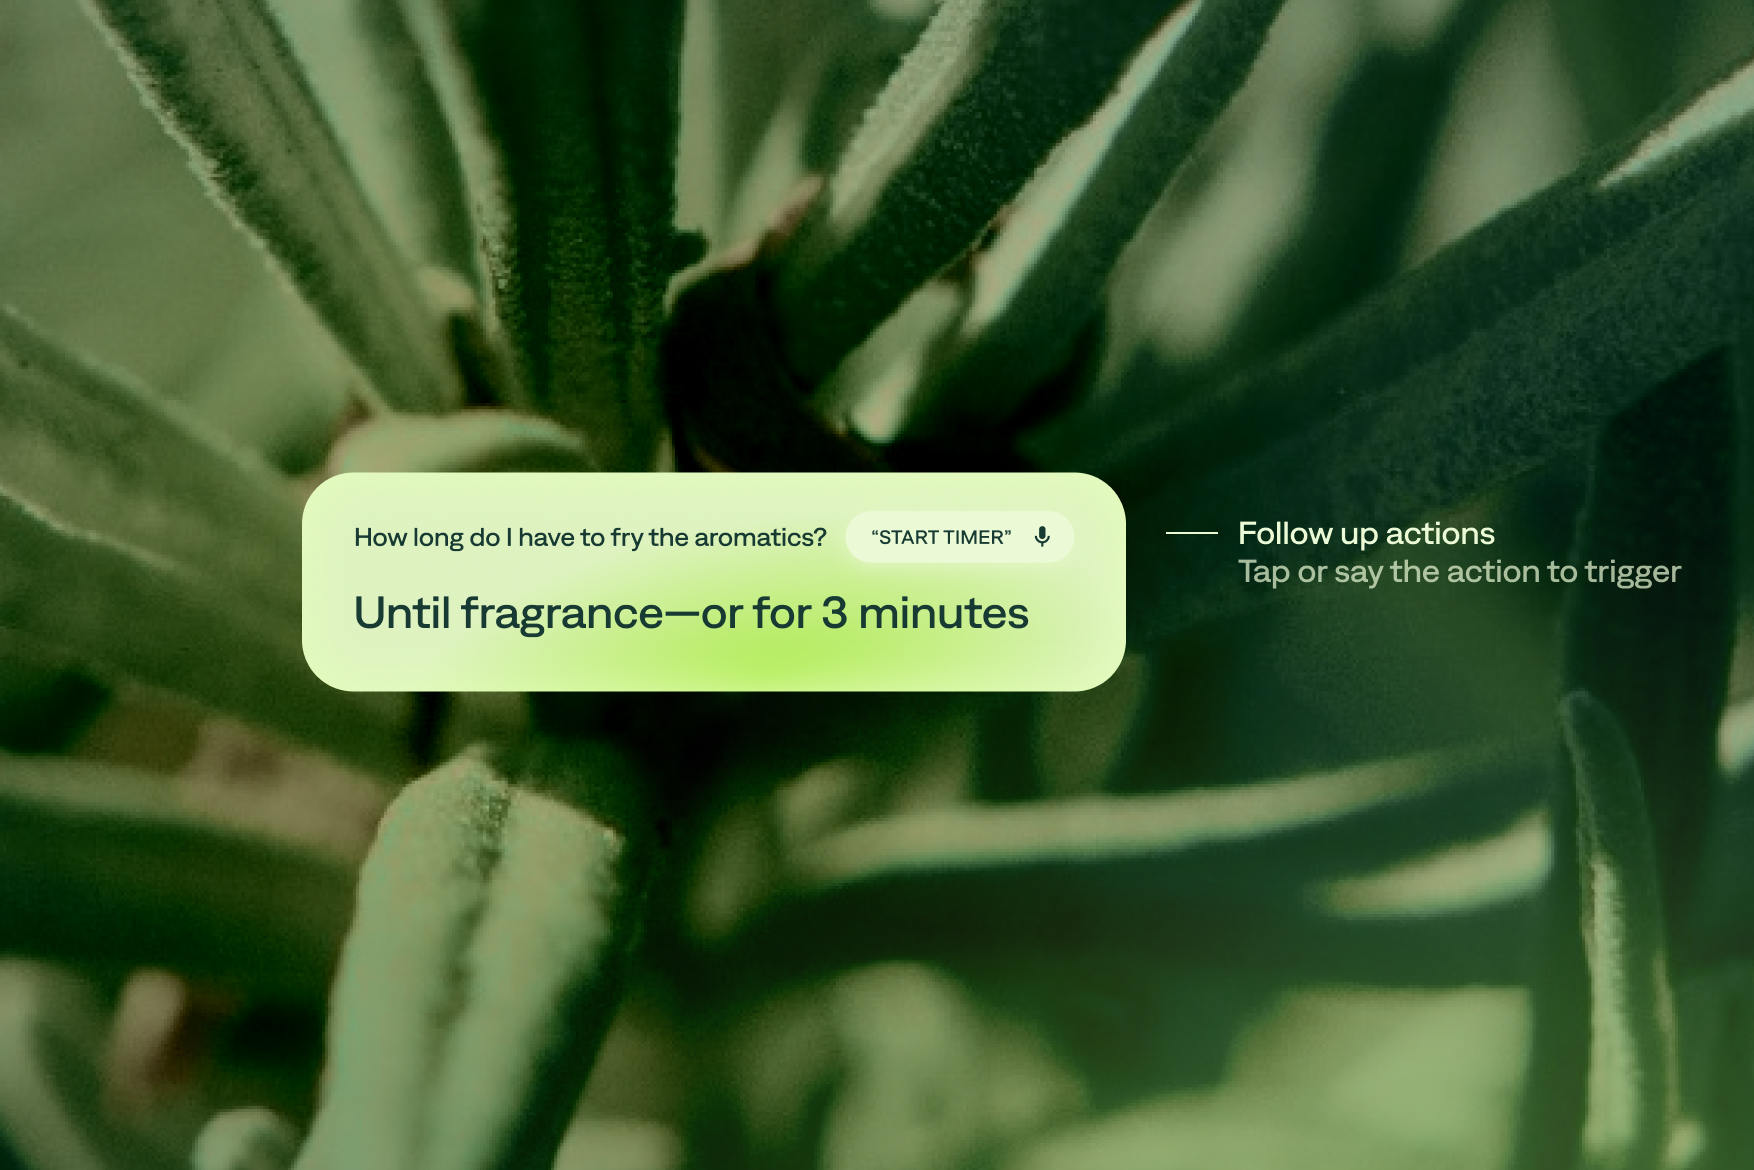 How long do I have to fry the aromatics?
“START TIMER”
Until fragrance—or for 3 minutes
Follow up actions
Tap or say the action to trigger